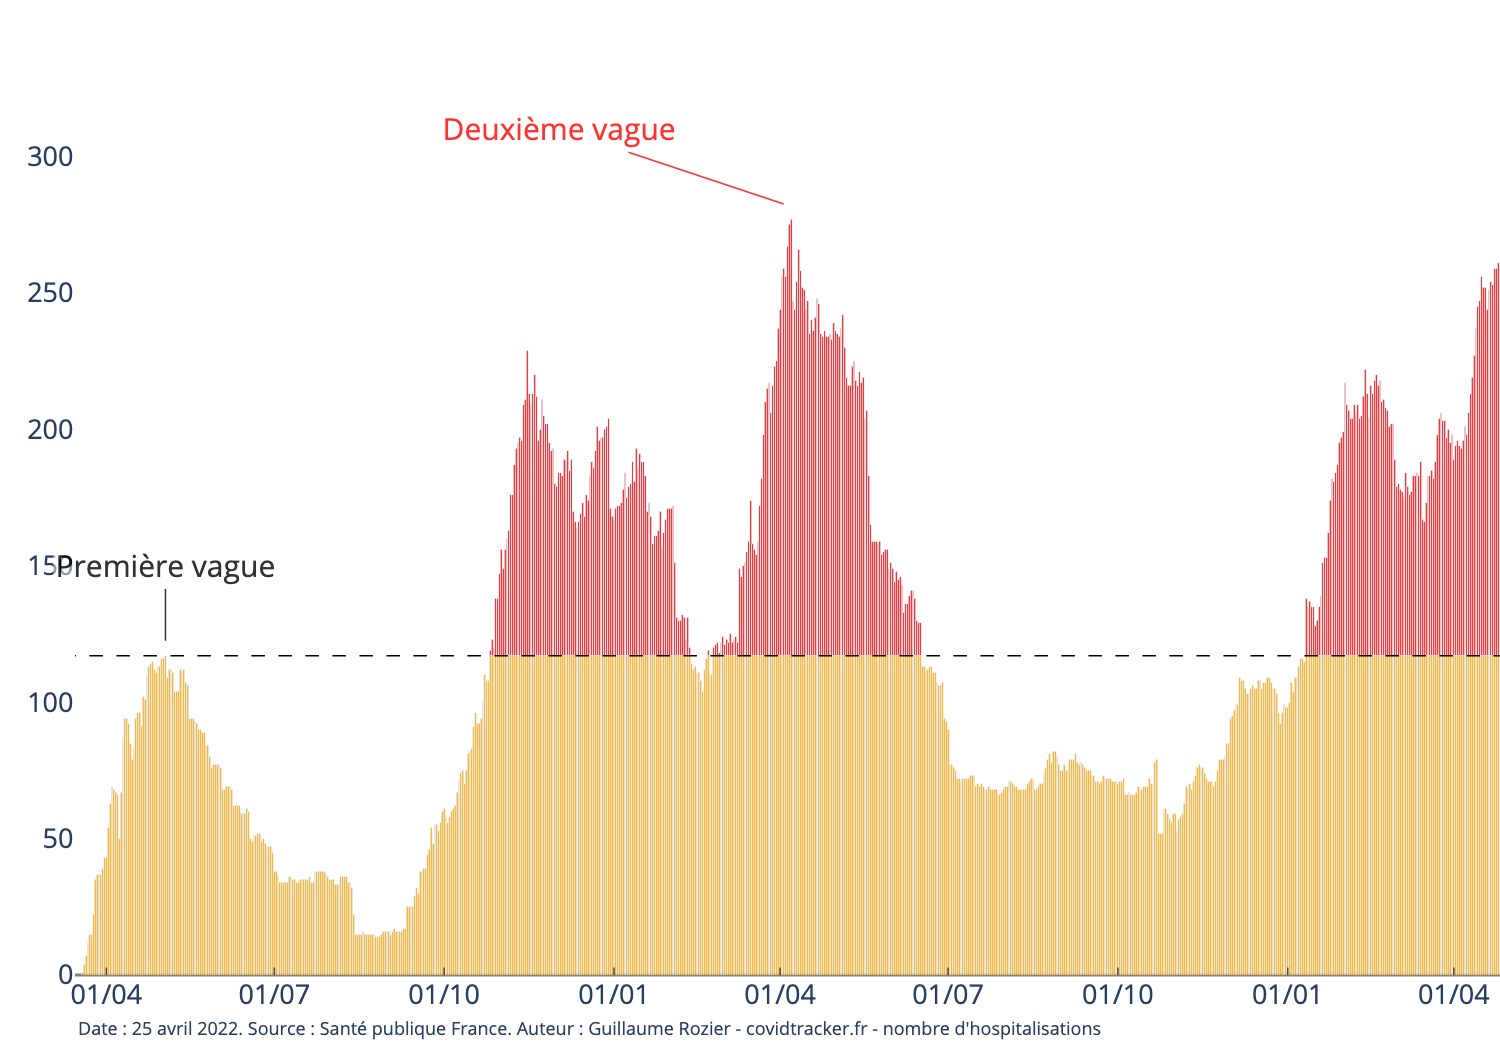 Deuxième vague
300
250
200
150
Première vague
100
50
0
01/04 01/07 01/10 01/01 01/04 01/07 01/10 01/01 01/04
Date : 25 avril 2022. Source : Santé publique France. Auteur : Guillaume Rozier - covidtracker.fr - nombre d'hospitalisations